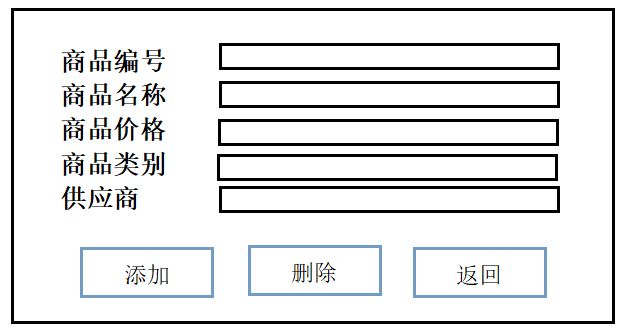 商品编号
商品名称
商品价格
商品类别
供应商
添加 删除 返回